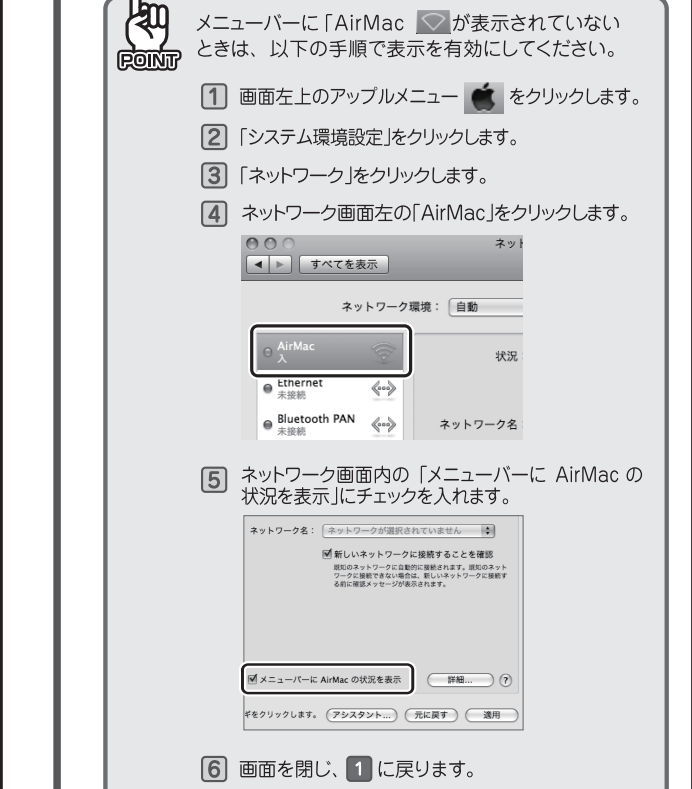 POINT
メニューバーに「AirMac が表示されていない
ときは、以下の手順で表示を有効にしてください。
1 画面左上のアップルメニュー をクリックします。
2 「システム環境設定」をクリックします。
3 「ネットワーク」をクリックします。
4 ネットワーク画面左の「AirMac」をクリックします。
ネット
すべてを表示
ネットワーク環境： 自動
AirMac
入
状況：
Ethernet
未接続
Bluetooth PAN
未接続
ネットワーク名：
5 ネットワーク画面内の「メニューバーに AirMac の
状況を表示」にチェックを入れます。
ネットワーク名： ネットワークが選択されていません
新しいネットワークに接続することを確認
既知のネットワークに自動的に接続されます。既知のネット
ワークに接続できない場合は、新しいネットワークに接続す
る前に確認メッセージが表示されます。
メニューバーに AirMac の状況を表示 詳細... ?
ギをクリックします。 アシスタント... 元に戻す 適用
6 画面を閉じ、1 に戻ります。